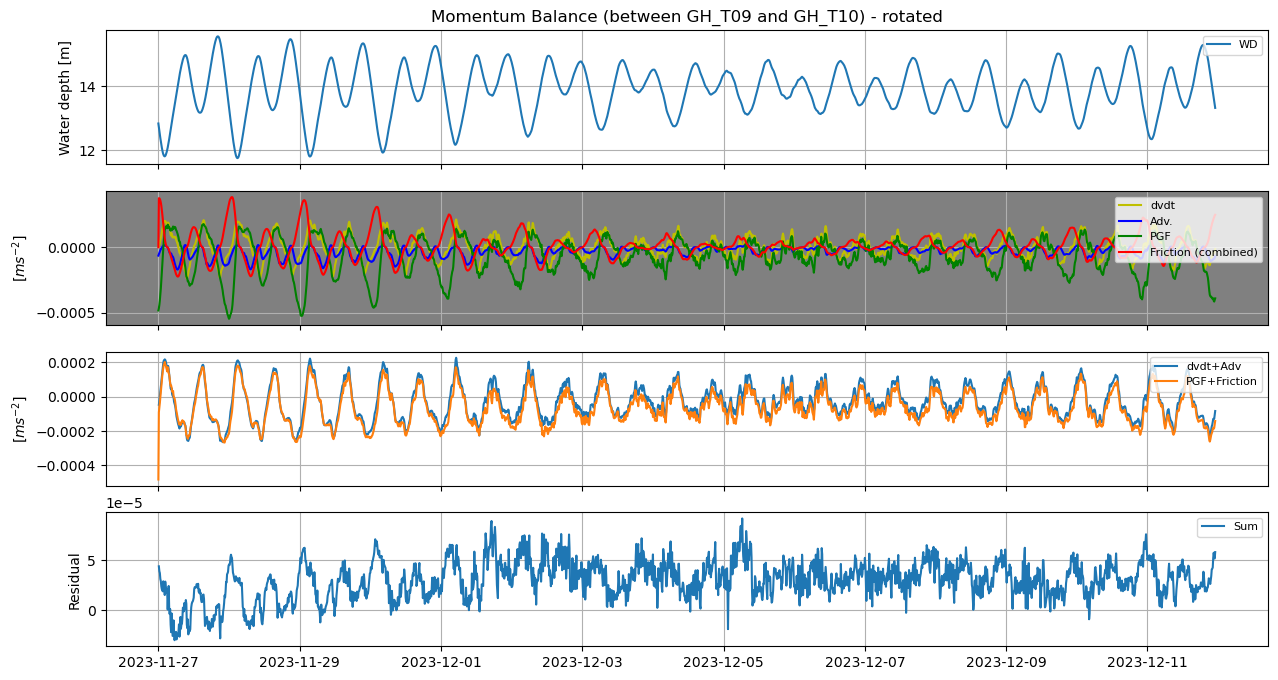 Momentum Balance (between GH_T09 and GH_T10) - rotated
Water depth [m]
14
12
WD
[ms⁻²]
0.0000
−0.0005
dvdt
Adv.
PGF
Friction (combined)
[ms⁻²]
0.0002
0.0000
−0.0002
−0.0004
dvdt+Adv
PGF+Friction
1e−5
Residual
5
0
Sum
2023-11-27
2023-11-29
2023-12-01
2023-12-03
2023-12-05
2023-12-07
2023-12-09
2023-12-11